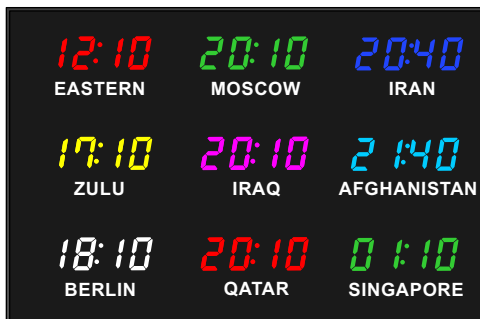 12:10 20:10 20:40
EASTERN MOSCOW IRAN
17:10 20:10 21:40
ZULU IRAQ AFGHANISTAN
18:10 20:10 01:10
BERLIN QATAR SINGAPORE